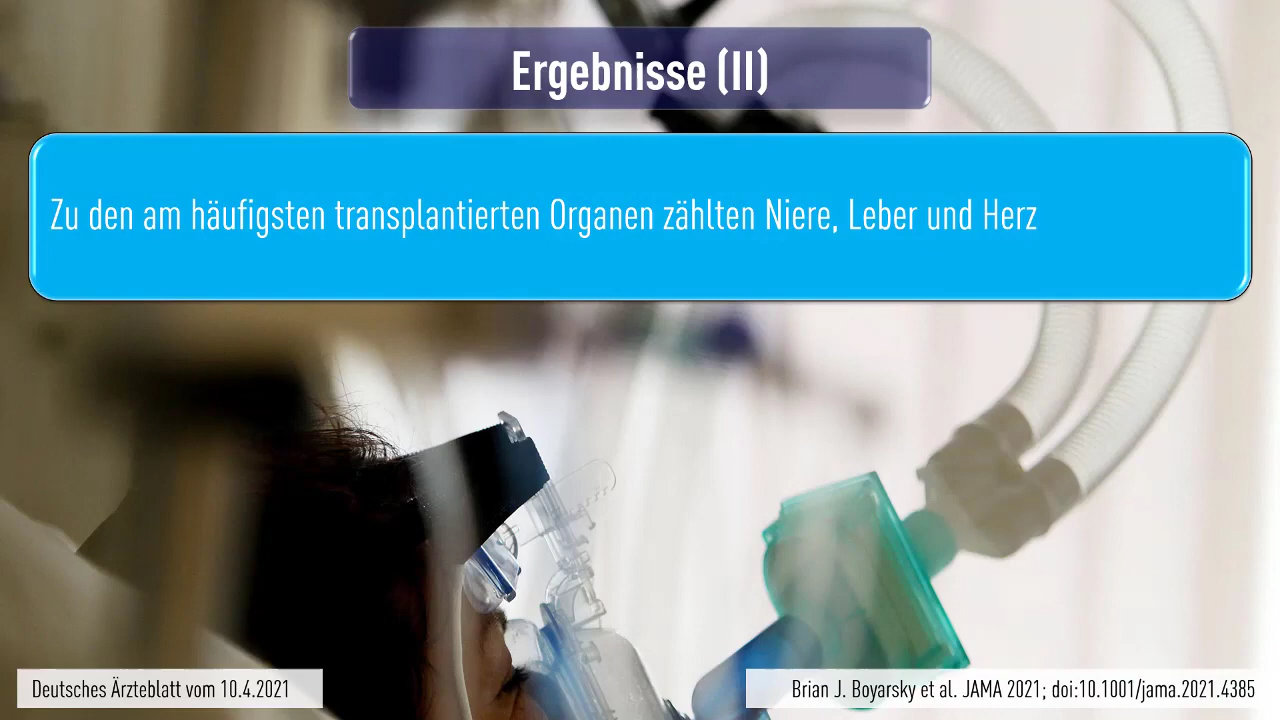 Ergebnisse (II)
Zu den am häufigsten transplantierten Organen zählten Niere, Leber und Herz
Deutsches Ärzteblatt vom 10.4.2021
Brian J. Boyarsky et al. JAMA 2021; doi:10.1001/jama.2021.4385